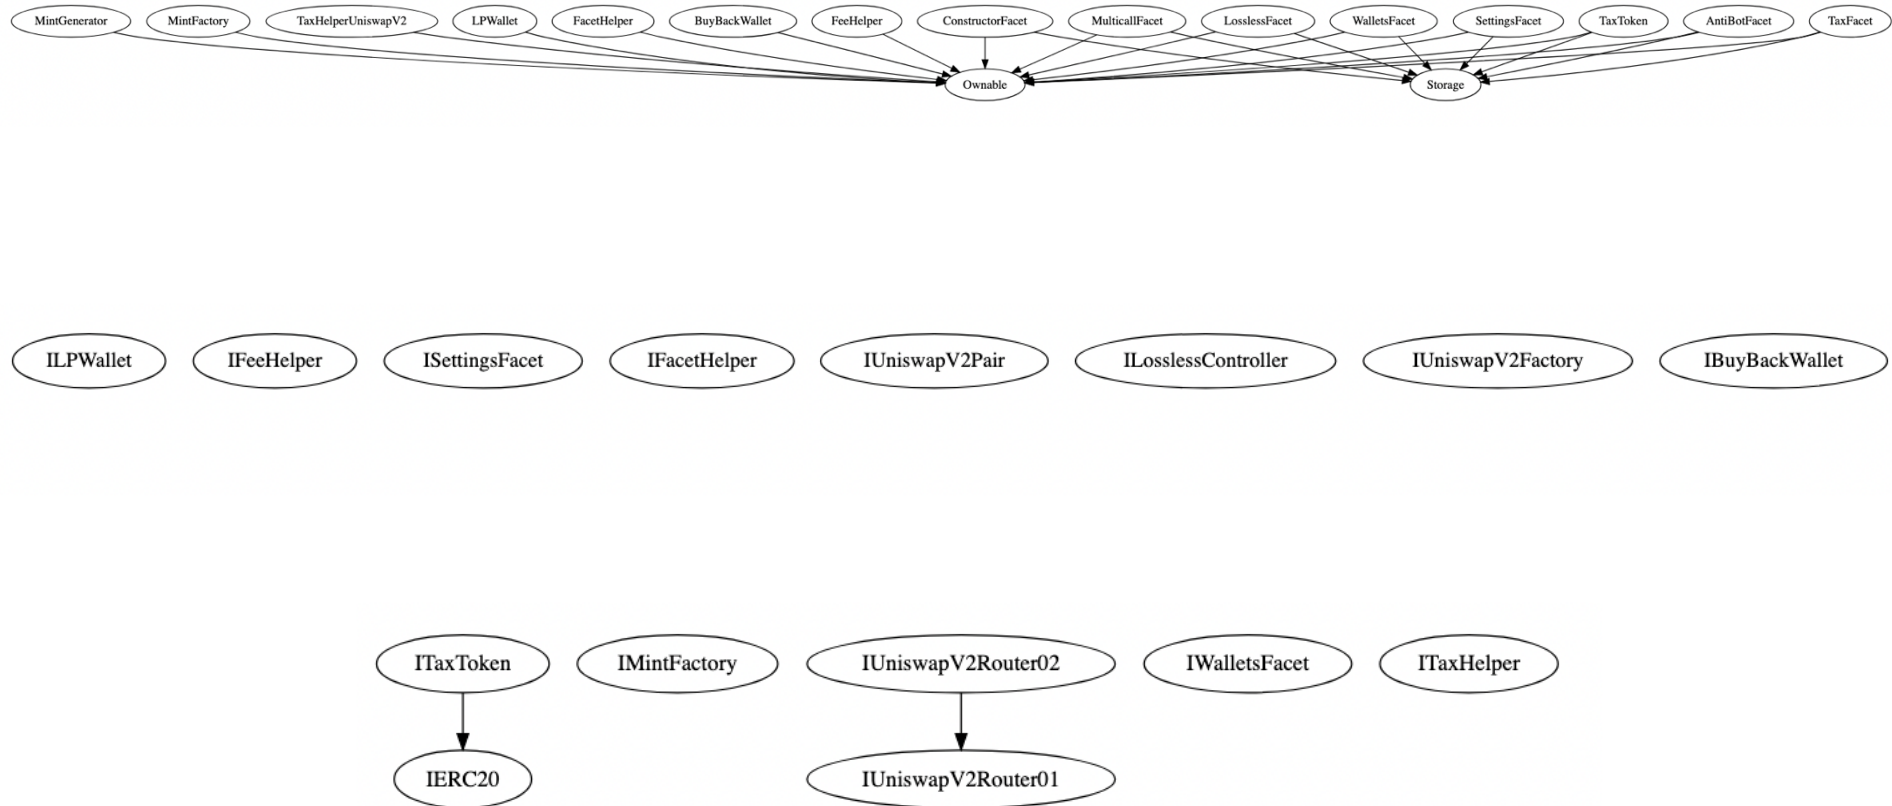 MintGenerator
MintFactory
TaxHelperUniswapV2
LPWallet
FacetHelper
BuyBackWallet
FeeHelper
ConstructorFacet
MulticallFacet
LosslessFacet
WalletsFacet
SettingsFacet
TaxToken
AntiBotFacet
TaxFacet
Ownable
Storage
ILPWallet
IFeeHelper
ISettingsFacet
IFacetHelper
IUniswapV2Pair
ILosslessController
IUniswapV2Factory
IBuyBackWallet
ITaxToken
IMintFactory
IUniswapV2Router02
IWalletsFacet
ITaxHelper
IERC20
IUniswapV2Router01